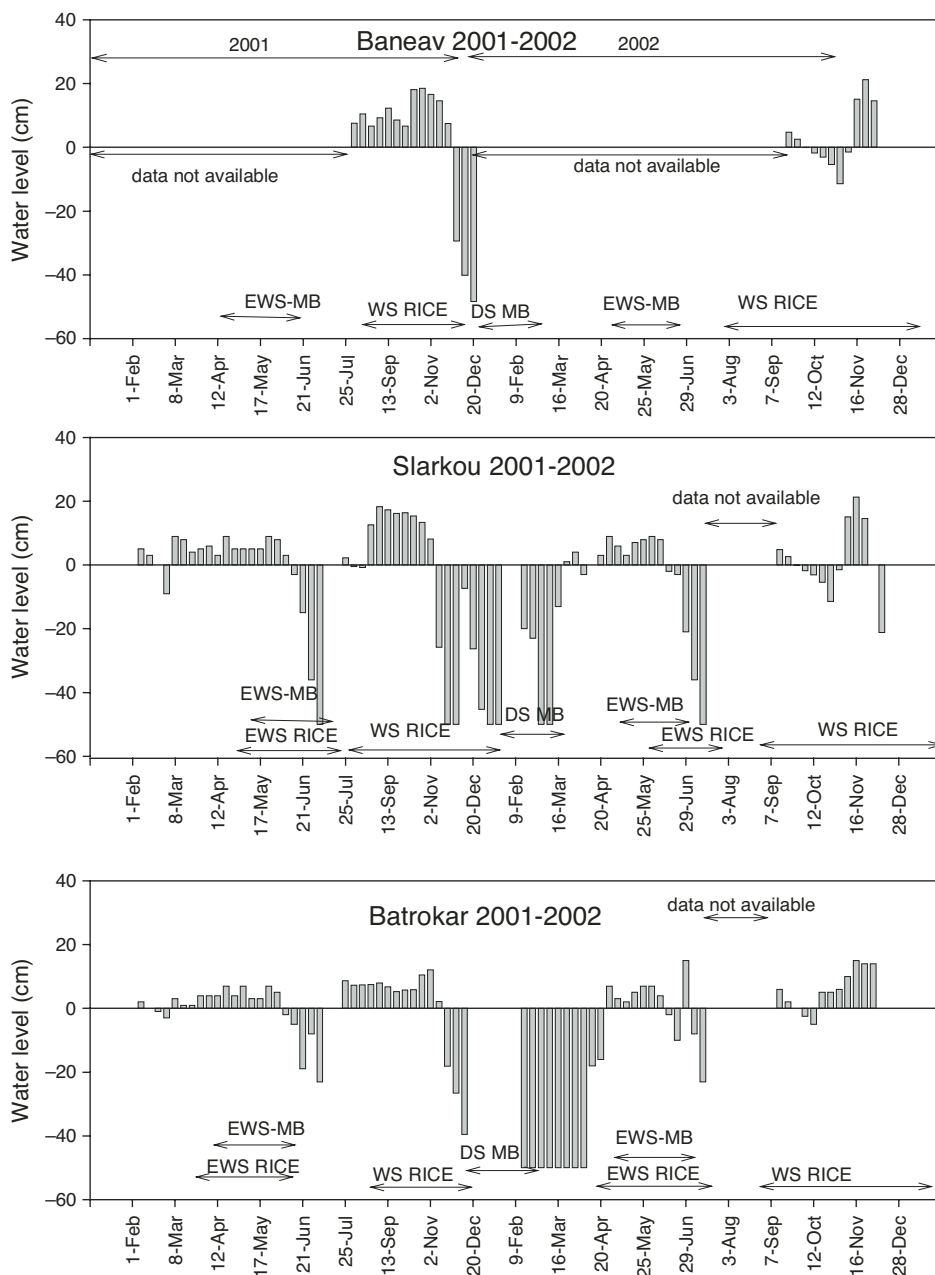 Baneav 2001-2002
2001
2002
Water level (cm)
40
20
0
–20
–40
–60
data not available
data not available
EWS-MB
WS RICE
DS MB
EWS-MB
WS RICE
1-Feb
8-Mar
12-Apr
17-May
21-Jun
25-Jul
13-Sep
2-Nov
20-Dec
9-Feb
16-Mar
20-Apr
25-May
29-Jun
3-Aug
7-Sep
12-Oct
16-Nov
28-Dec
Slarkou 2001-2002
Water level (cm)
40
20
0
–20
–40
–60
data not available
EWS-MB
EWS RICE
WS RICE
DS MB
EWS-MB
EWS RICE
WS RICE
1-Feb
8-Mar
12-Apr
17-May
21-Jun
25-Jul
13-Sep
2-Nov
20-Dec
9-Feb
16-Mar
20-Apr
25-May
29-Jun
3-Aug
7-Sep
12-Oct
16-Nov
28-Dec
Batrokar 2001-2002
Water level (cm)
40
20
0
–20
–40
–60
data not available
EWS-MB
EWS RICE
WS RICE
DS MB
EWS-MB
EWS RICE
WS RICE
1-Feb
8-Mar
12-Apr
17-May
21-Jun
25-Jul
13-Sep
2-Nov
20-Dec
9-Feb
16-Mar
20-Apr
25-May
29-Jun
3-Aug
7-Sep
12-Oct
16-Nov
28-Dec